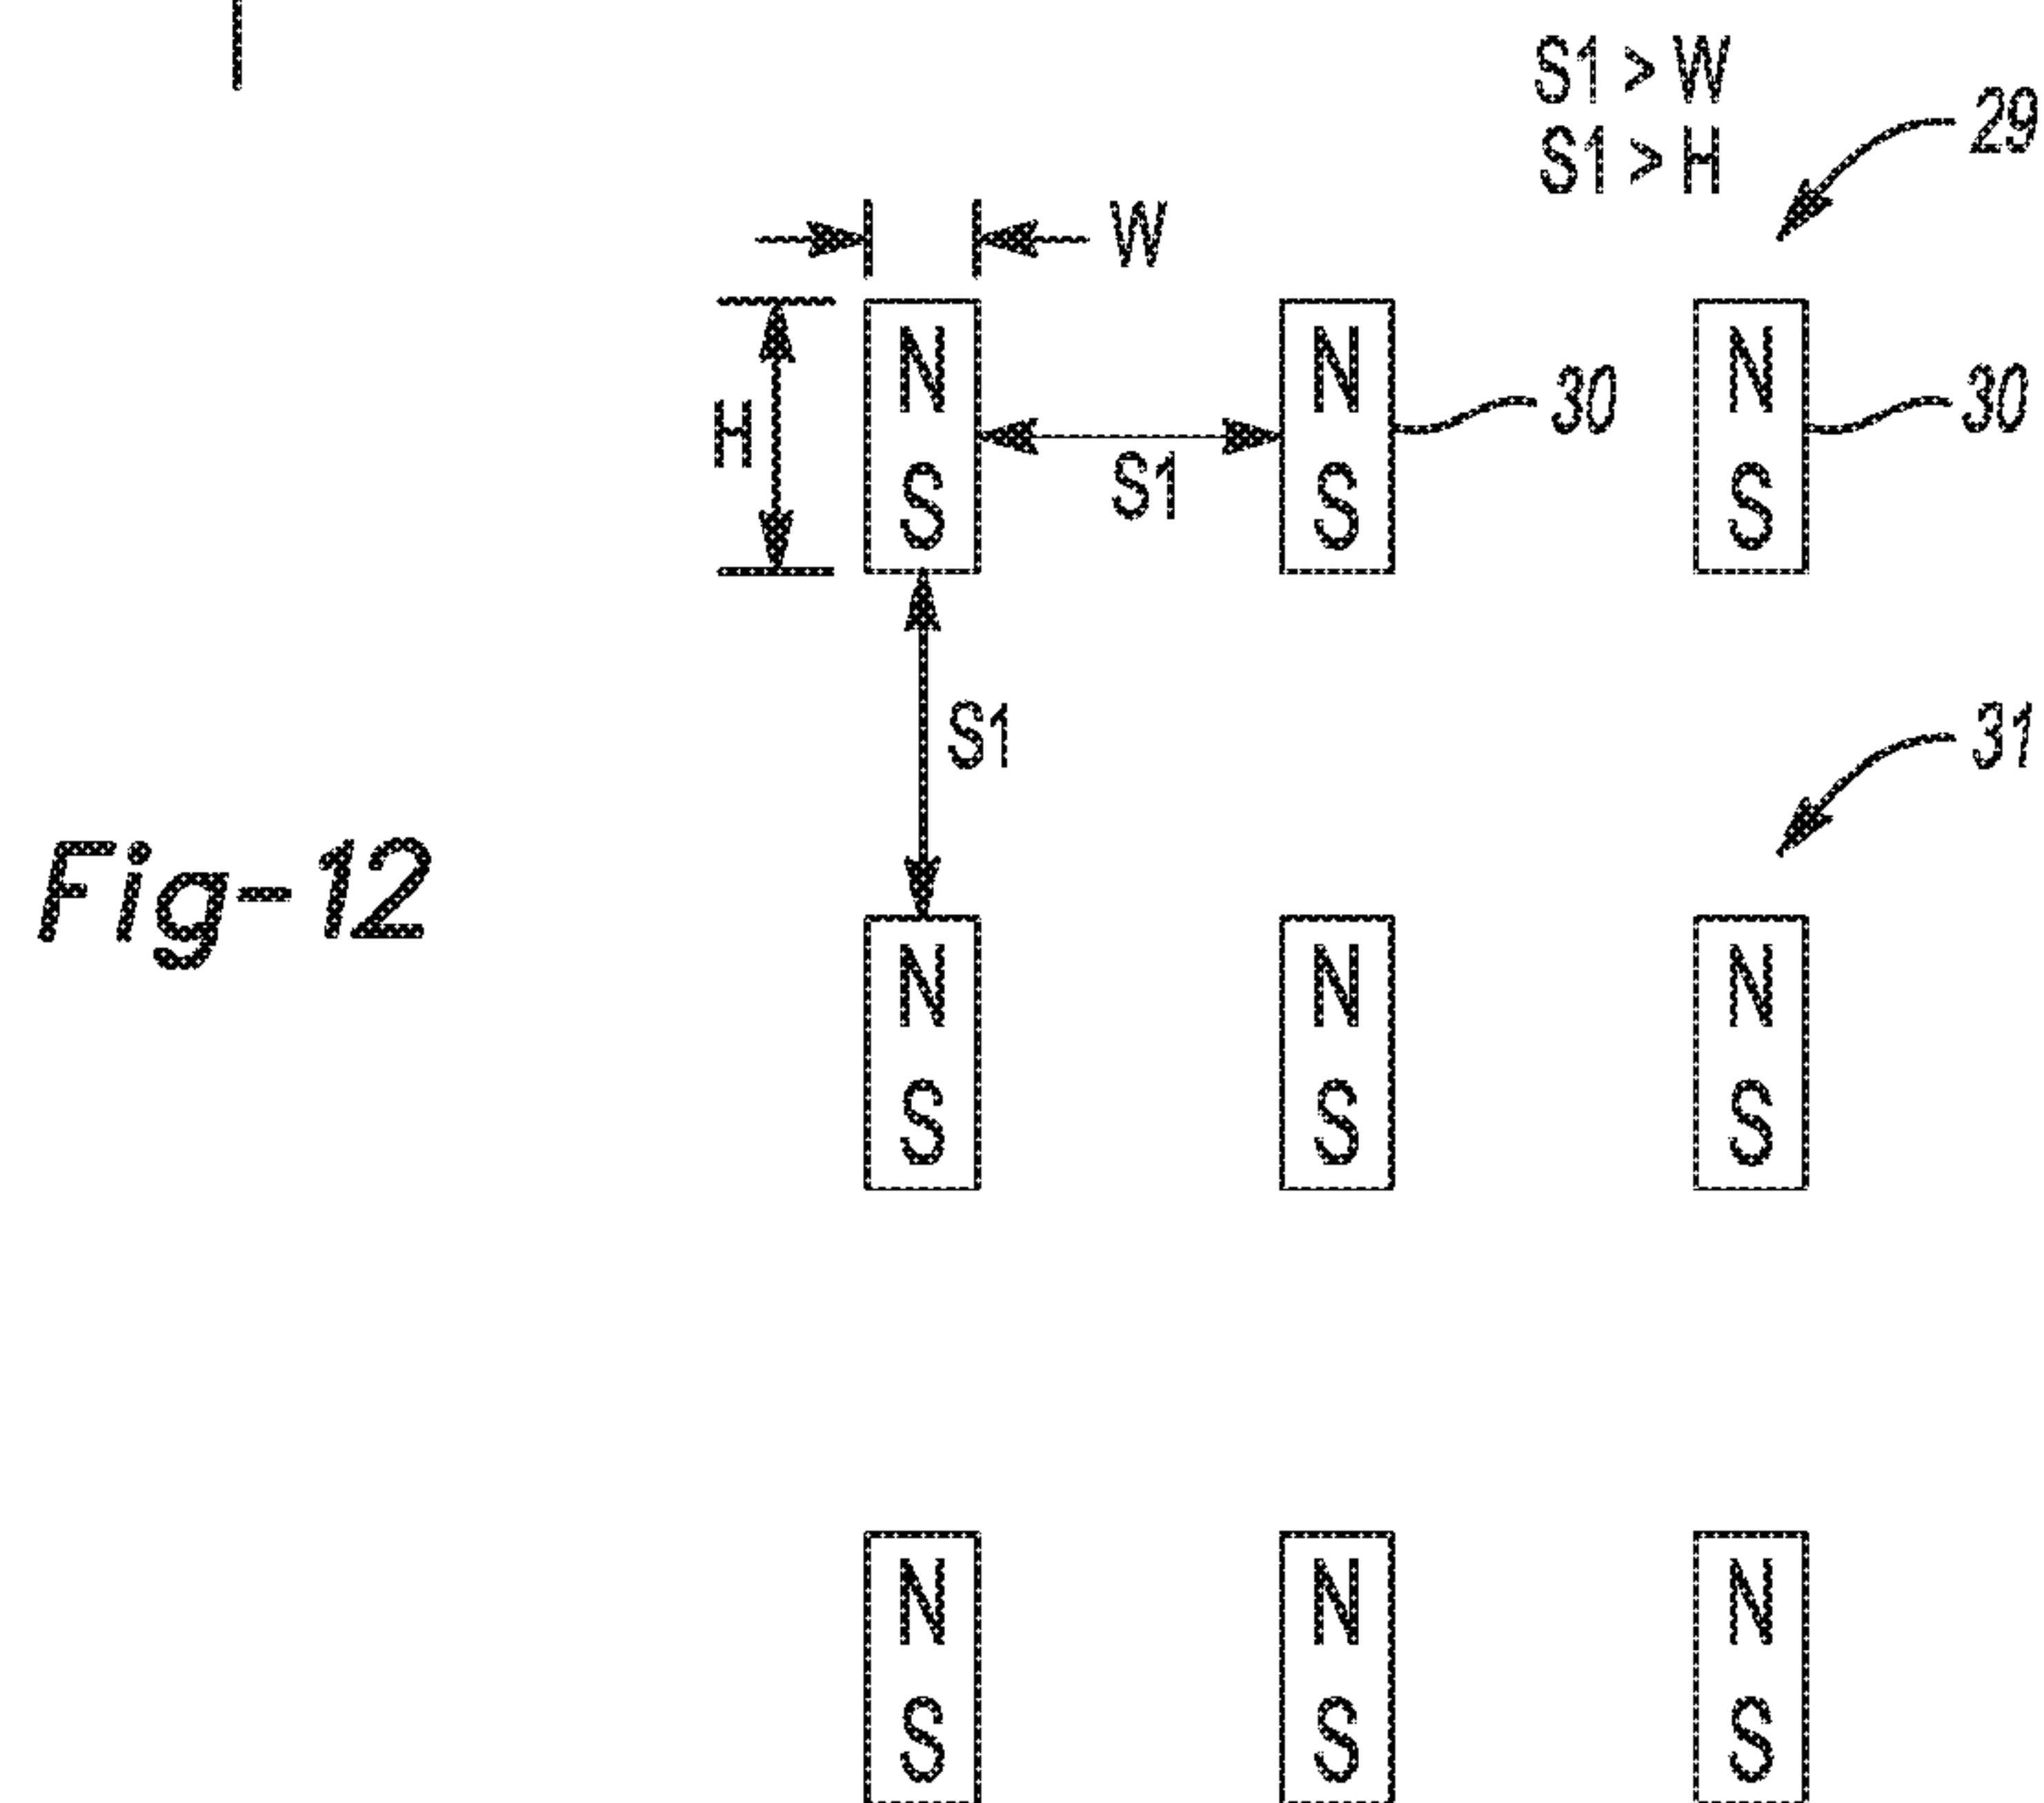 S1 > W
29
S1 > H
W
N N N
H 30 30
S1
S S S
S1
31
Fig-12
N N N
S S S
N N N
S S S